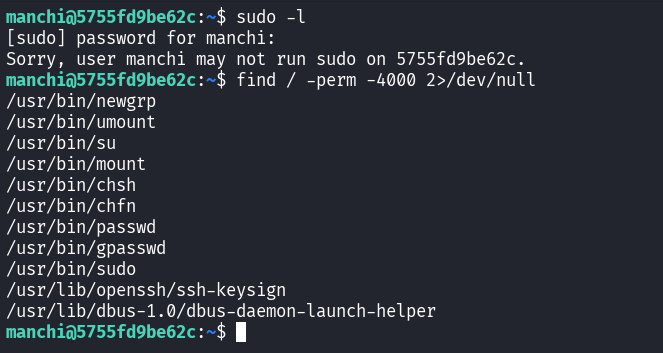 manchi@5755fd9be62c:~$ sudo -l
[sudo] password for manchi:
Sorry, user manchi may not run sudo on 5755fd9be62c.
manchi@5755fd9be62c:~$ find / -perm -4000 2>/dev/null
/usr/bin/newgrp
/usr/bin/umount
/usr/bin/su
/usr/bin/mount
/usr/bin/chsh
/usr/bin/chfn
/usr/bin/passwd
/usr/bin/gpasswd
/usr/bin/sudo
/usr/lib/openssh/ssh-keysign
/usr/lib/dbus-1.0/dbus-daemon-launch-helper
manchi@5755fd9be62c:~$